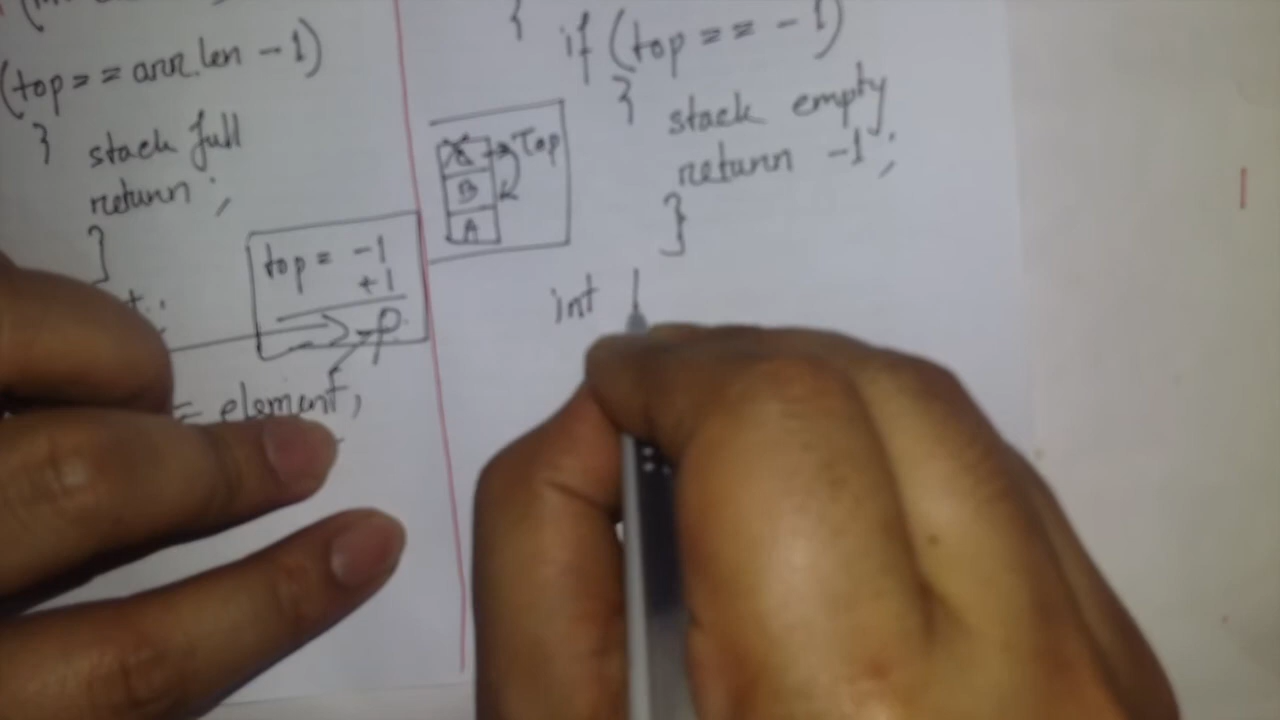 (top == arr.len - 1)
} stack full
return ;
}
top = -1
+1
0
= element;
{
if (top == -1)
} stack empty
return -1;
}
Top
B
A
int